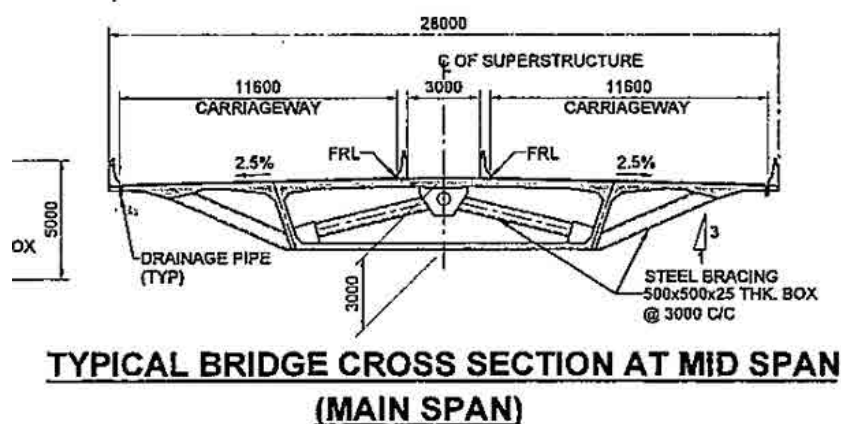 28000
℄ OF SUPERSTRUCTURE
11600
3000
11600
CARRIAGEWAY
CARRIAGEWAY
FRL
FRL
2.5%
2.5%
5000
OX
DRAINAGE PIPE
(TYP)
3000
3
1
STEEL BRACING
500x500x25 THK. BOX
@ 3000 C/C
TYPICAL BRIDGE CROSS SECTION AT MID SPAN
(MAIN SPAN)